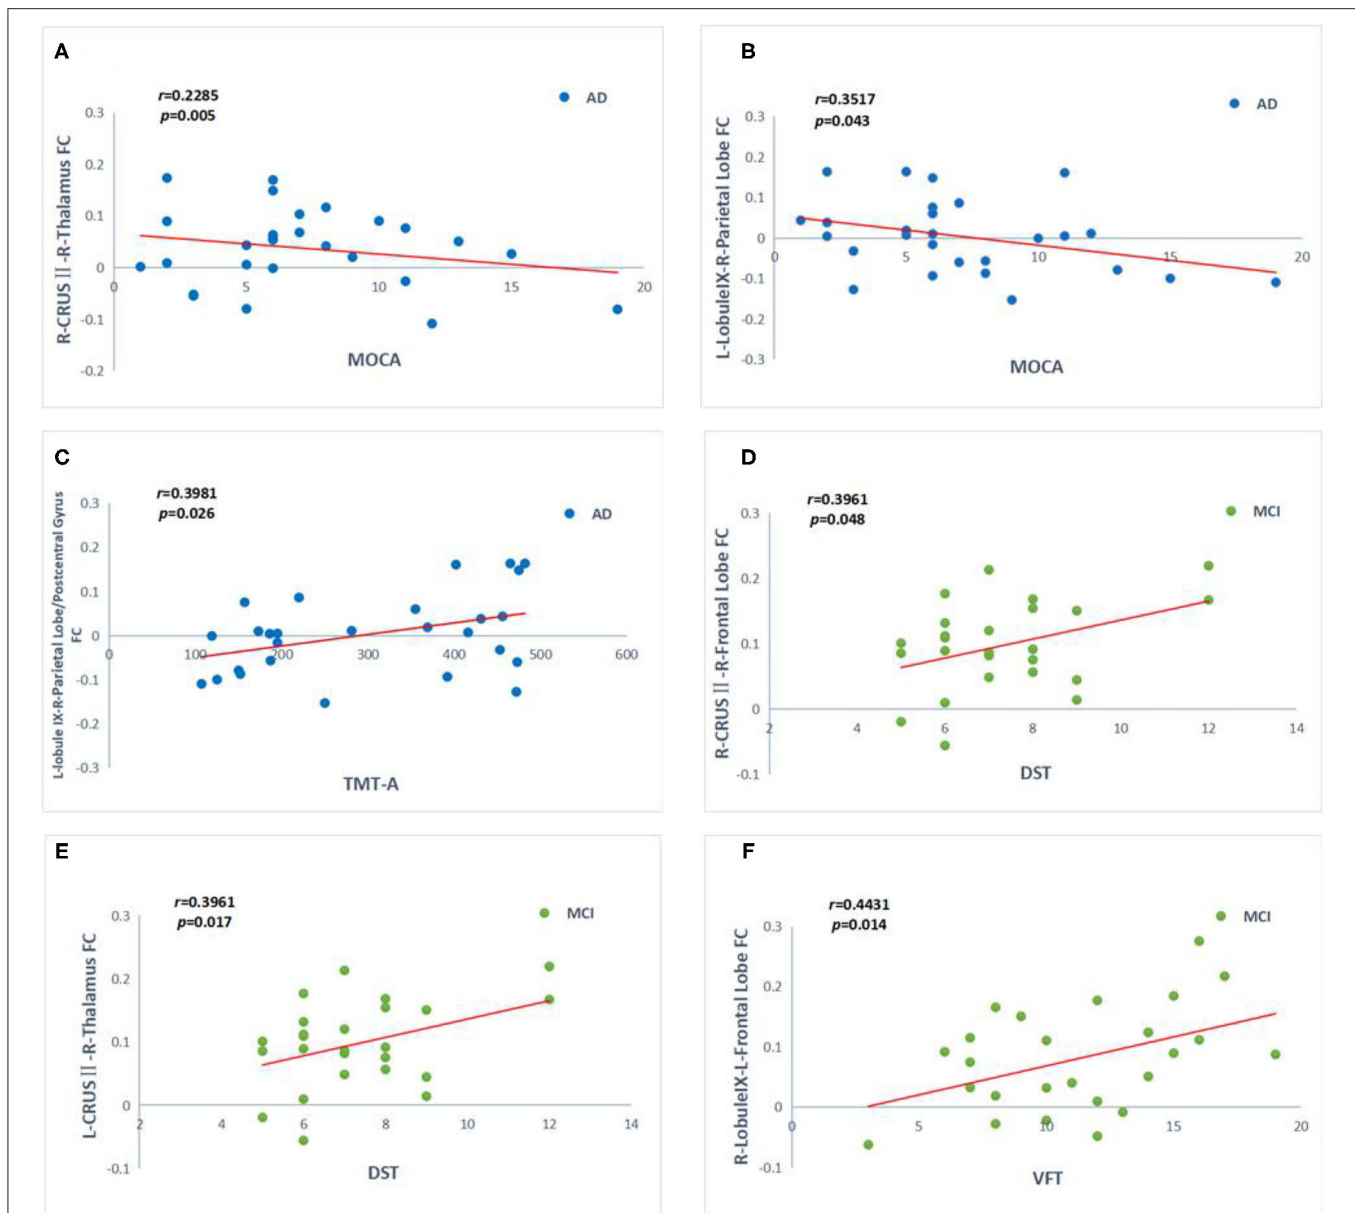 A
r=0.2285
p=0.005
AD
R-CRUSⅡ-R-Thalamus FC
0.3
0.2
0.1
0
-0.1
-0.2
0 5 10 15 20
MOCA
B
r=0.3517
p=0.043
AD
L-LobuleIX-R-Parietal Lobe FC
0.3
0.2
0.1
0
-0.1
-0.2
-0.3
0 5 10 15 20
MOCA
C
r=0.3981
p=0.026
AD
L-lobule IX-R-Parietal Lobe/Postcentral Gyrus
FC
0.3
0.2
0.1
0
-0.1
-0.2
-0.3
0 100 200 300 400 500 600
TMT-A
D
r=0.3961
p=0.048
MCI
R-CRUSⅡ-R-Frontal Lobe FC
0.3
0.2
0.1
0
-0.1
2 4 6 8 10 12 14
DST
E
r=0.3961
p=0.017
MCI
L-CRUSⅡ-R-Thalamus FC
0.3
0.2
0.1
0
-0.1
2 4 6 8 10 12 14
DST
F
r=0.4431
p=0.014
MCI
R-LobuleIX-L-Frontal Lobe FC
0.3
0.2
0.1
0
-0.1
0 5 10 15 20
VFT